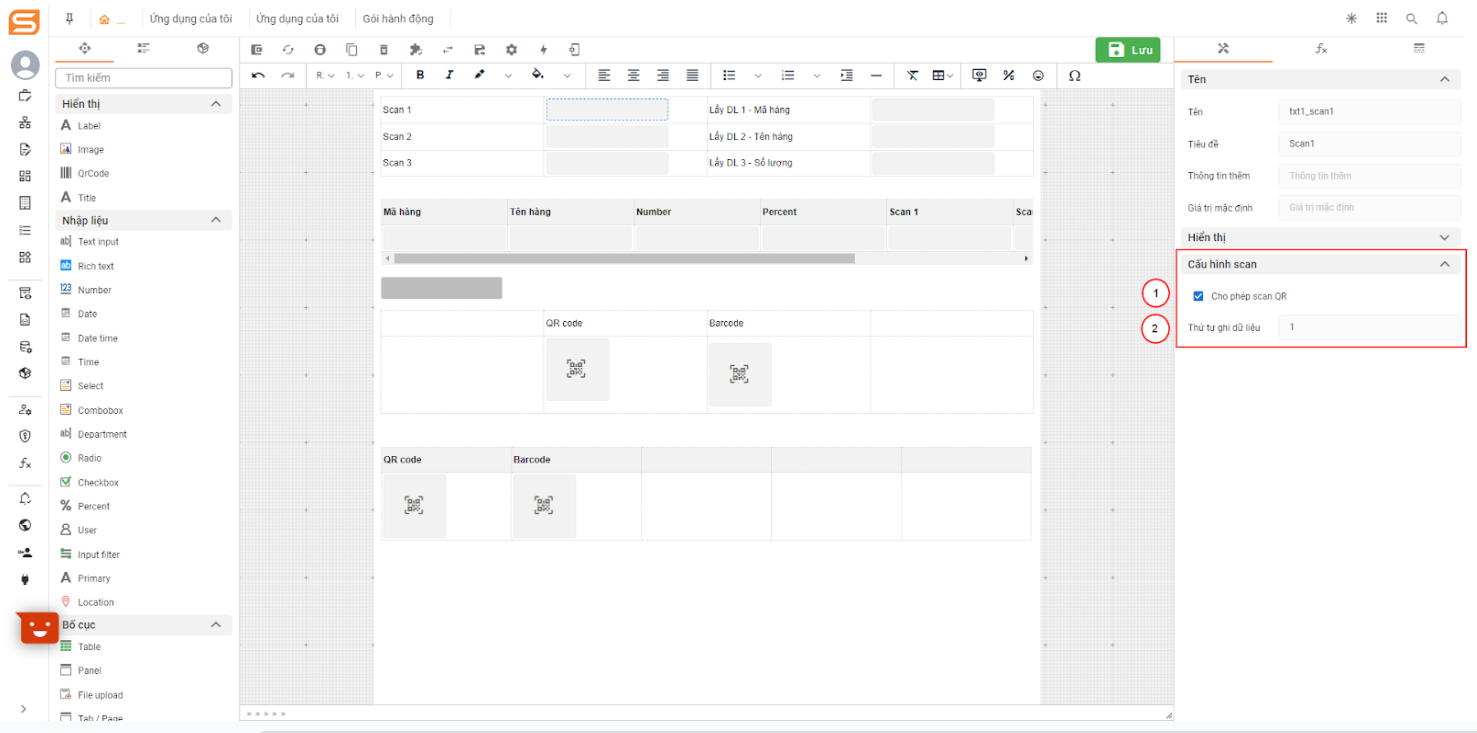 ... Ứng dụng của tôi Ứng dụng của tôi Gói hành động
Lưu
Tìm kiếm
R. 1. P. B I
Ω
Hiển thị
Label
Image
QrCode
Title
Nhập liệu
Text input
Rich text
Number
Date
Date time
Time
Select
Combobox
Department
Radio
Checkbox
Percent
User
Input filter
Primary
Location
Bố cục
Table
Panel
File upload
Tab / Page
Scan 1 Lấy DL 1 - Mã hàng
Scan 2 Lấy DL 2 - Tên hàng
Scan 3 Lấy DL 3 - Số lượng
Mã hàng Tên hàng Number Percent Scan 1 Sca
QR code Barcode
QR code Barcode
fx
Tên
Tên txt1_scan1
Tiêu đề Scan1
Thông tin thêm Thông tin thêm
Giá trị mặc định Giá trị mặc định
Hiển thị
Cấu hình scan
1 Cho phép scan QR
2 Thứ tự ghi dữ liệu 1